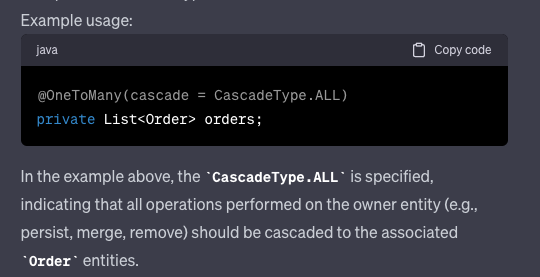 Example usage:
java Copy code
@OneToMany(cascade = CascadeType.ALL)
private List<Order> orders;
In the example above, the `CascadeType.ALL` is specified,
indicating that all operations performed on the owner entity (e.g.,
persist, merge, remove) should be cascaded to the associated
`Order` entities.